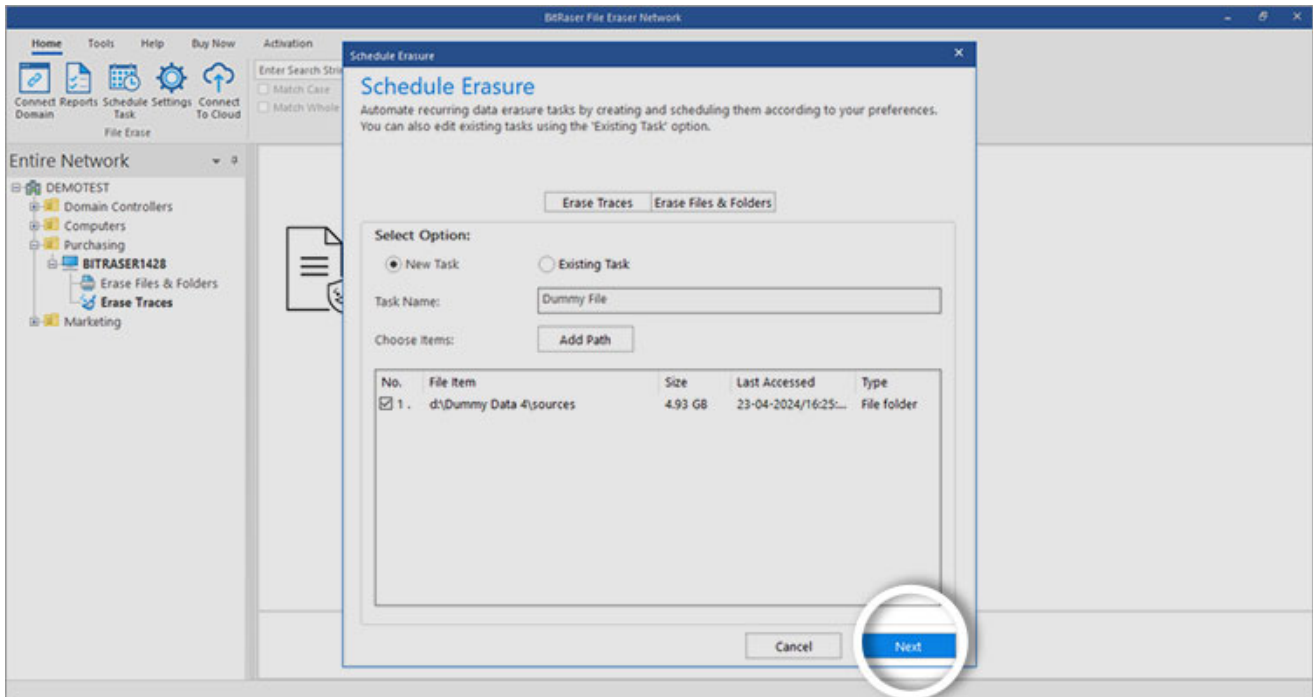 BitRaser File Eraser Network
Home Tools Help Buy Now Activation
Connect Domain
Reports
Schedule Task
Settings
Connect To Cloud
File Erase
Enter Search Stri
Match Case
Match Whole
Entire Network
DEMOTEST
Domain Controllers
Computers
Purchasing
BITRASER1428
Erase Files & Folders
Erase Traces
Marketing
Schedule Erasure
Schedule Erasure
Automate recurring data erasure tasks by creating and scheduling them according to your preferences.
You can also edit existing tasks using the 'Existing Task' option.
Erase Traces Erase Files & Folders
Select Option:
New Task Existing Task
Task Name: Dummy File
Choose Items: Add Path
No. File Item Size Last Accessed Type
1 . d:\Dummy Data 4\sources 4.93 GB 23-04-2024/16:25:... File folder
Cancel Next